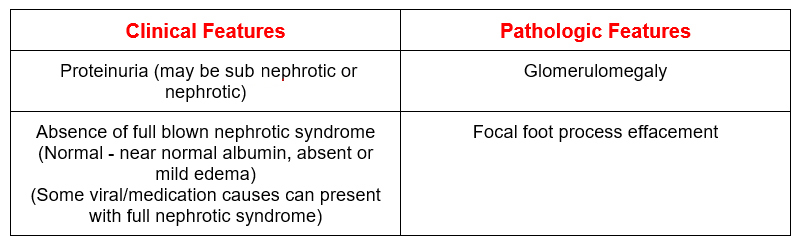 Clinical Features
Pathologic Features
Proteinuria (may be sub nephrotic or
nephrotic)
Glomerulomegaly
Absence of full blown nephrotic syndrome
(Normal - near normal albumin, absent or
mild edema)
(Some viral/medication causes can present
with full nephrotic syndrome)
Focal foot process effacement